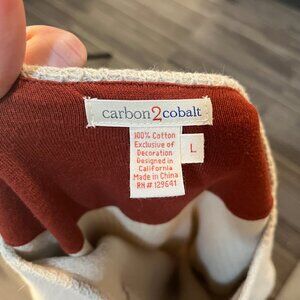 carbon2cobalt
100% Cotton
Exclusive of
Decoration
Designed in
California
Made in China
RN# 129641
L